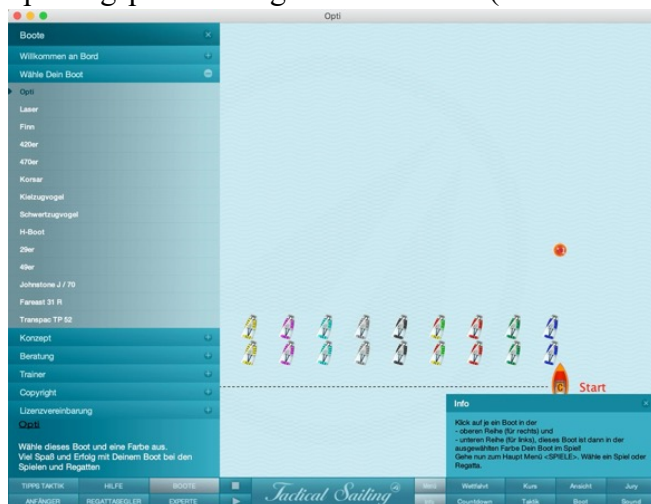 Opti
Boote
Willkommen an Bord
Wähle Dein Boot
Opti
Laser
Finn
420er
470er
Korsar
Kielzugvogel
Schwertzugvogel
H-Boot
29er
49er
Johnstone J / 70
Fareast 31 R
Transpac TP 52
Konzept
Beratung
Trainer
Copyright
Lizenzvereinbarung
Opti
Wähle dieses Boot und eine Farbe aus.
Viel Spaß und Erfolg mit Deinem Boot bei den
Spielen und Regatten
C Start
Info
Klick auf je ein Boot in der
- oberen Reihe (für rechts) und
- unteren Reihe (für links), dieses Boot ist dann in der
ausgewählten Farbe Dein Boot im Spiel!
Gehe nun zum Haupt Menü <SPIELE>. Wähle ein Spiel oder
Regatta.
TIPPS TAKTIK HILFE BOOTE
ANFÄNGER REGATTASEGLER EXPERTE
Tactical Sailing
Wettfahrt Kurs Ansicht Jury
Countdown Taktik Boot Sound